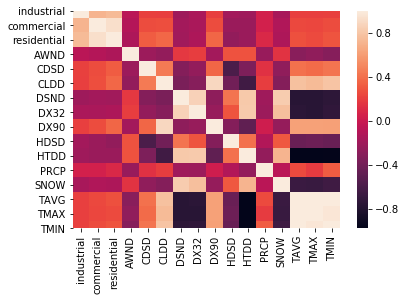 industrial
commercial
residential
AWND
CDSD
CLDD
DSND
DX32
DX90
HDSD
HTDD
PRCP
SNOW
TAVG
TMAX
TMIN
0.8
0.4
0.0
−0.4
−0.8
industrial
commercial
residential
AWND
CDSD
CLDD
DSND
DX32
DX90
HDSD
HTDD
PRCP
SNOW
TAVG
TMAX
TMIN